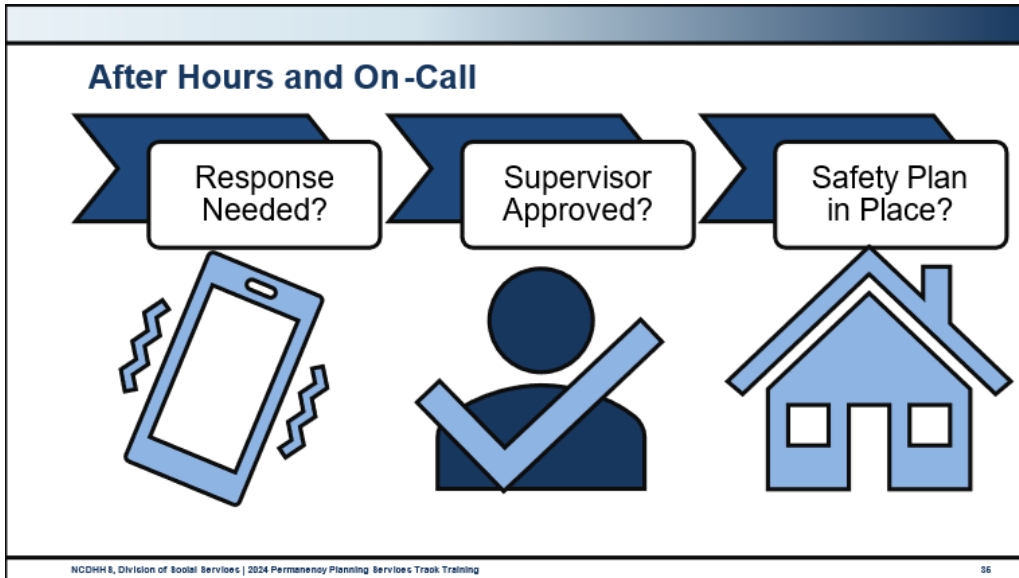 After Hours and On-Call
Response
Needed?
Supervisor
Approved?
Safety Plan
in Place?
NCDHHS, Division of Social Services | 2024 Permanency Planning Services Track Training
35